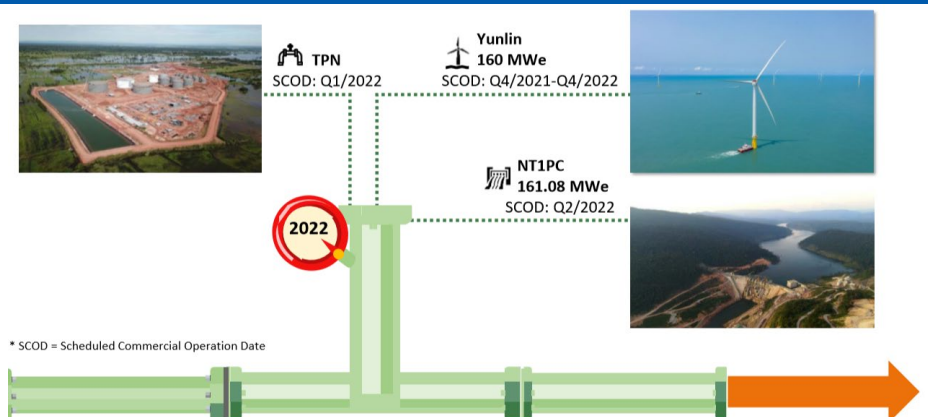 TPN
SCOD: Q1/2022
Yunlin
160 MWe
SCOD: Q4/2021-Q4/2022
NT1PC
161.08 MWe
SCOD: Q2/2022
2022
* SCOD = Scheduled Commercial Operation Date